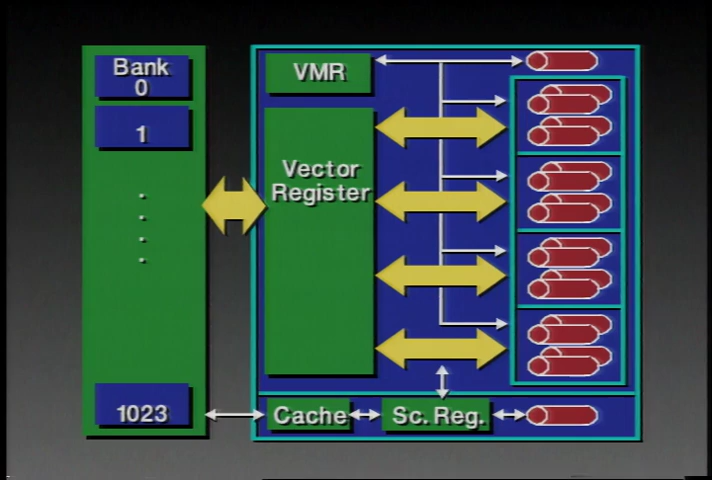 Bank
0
1
1023
VMR
Vector
Register
Cache
Sc. Reg.